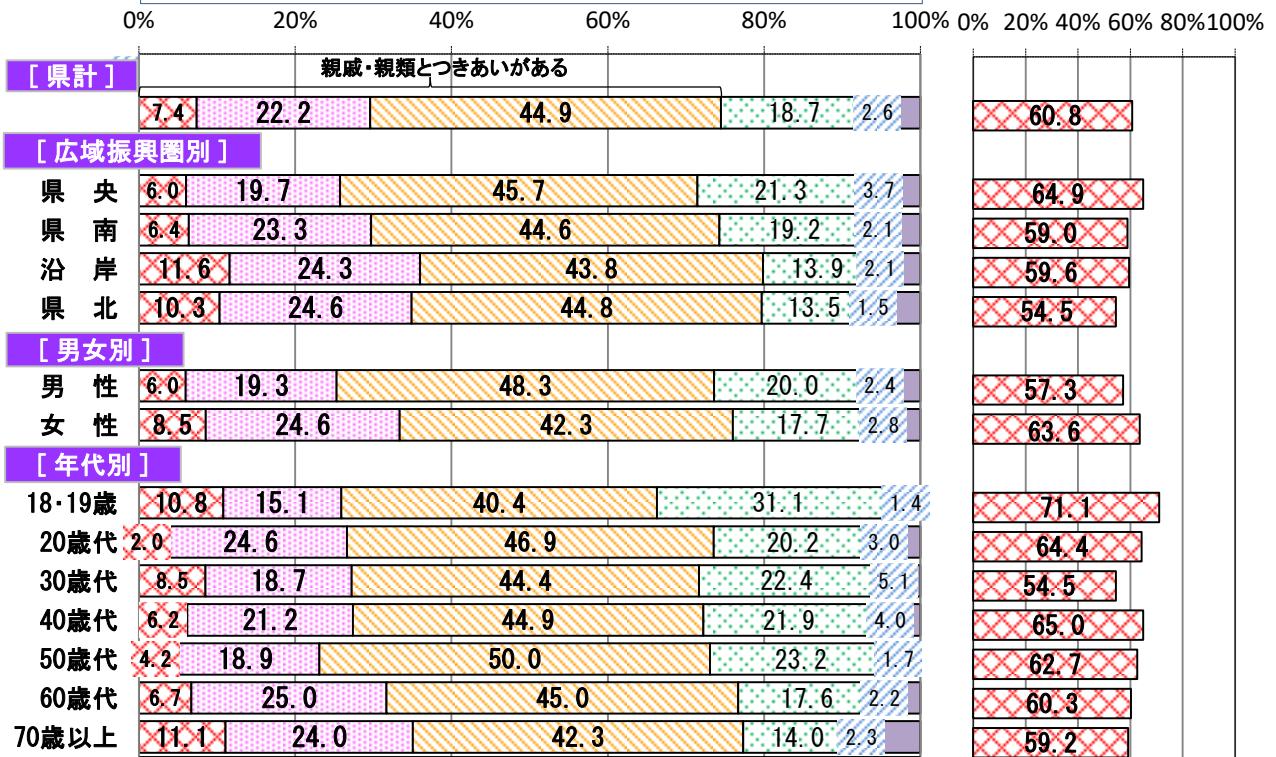 0% 20% 40% 60% 80% 100% 0% 20% 40% 60% 80% 100%
[ 県計 ]
親戚・親類とつきあいがある
7.4 22.2 44.9 18.7 2.6 60.8
[ 広域振興圏別 ]
県 央 6.0 19.7 45.7 21.3 3.7 64.9
県 南 6.4 23.3 44.6 19.2 2.1 59.0
沿 岸 11.6 24.3 43.8 13.9 2.1 59.6
県 北 10.3 24.6 44.8 13.5 1.5 54.5
[ 男女別 ]
男 性 6.0 19.3 48.3 20.0 2.4 57.3
女 性 8.5 24.6 42.3 17.7 2.8 63.6
[ 年代別 ]
18・19歳 10.8 15.1 40.4 31.1 1.4 71.1
20歳代 2.0 24.6 46.9 20.2 3.0 64.4
30歳代 8.5 18.7 44.4 22.4 5.1 54.5
40歳代 6.2 21.2 44.9 21.9 4.0 65.0
50歳代 4.2 18.9 50.0 23.2 1.7 62.7
60歳代 6.7 25.0 45.0 17.6 2.2 60.3
70歳以上 11.1 24.0 42.3 14.0 2.3 59.2